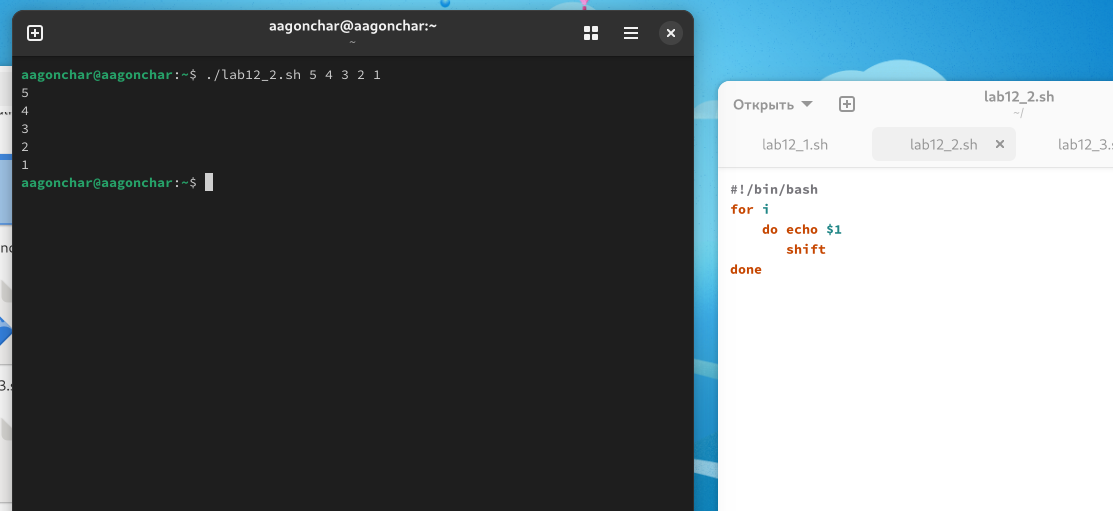 aagonchar@aagonchar:~
~
aagonchar@aagonchar:~$ ./lab12_2.sh 5 4 3 2 1
5
4
3
2
1
aagonchar@aagonchar:~$
Открыть
lab12_2.sh
~/
lab12_1.sh
lab12_2.sh
lab12_3.s
#!/bin/bash
for i
do echo $1
shift
done